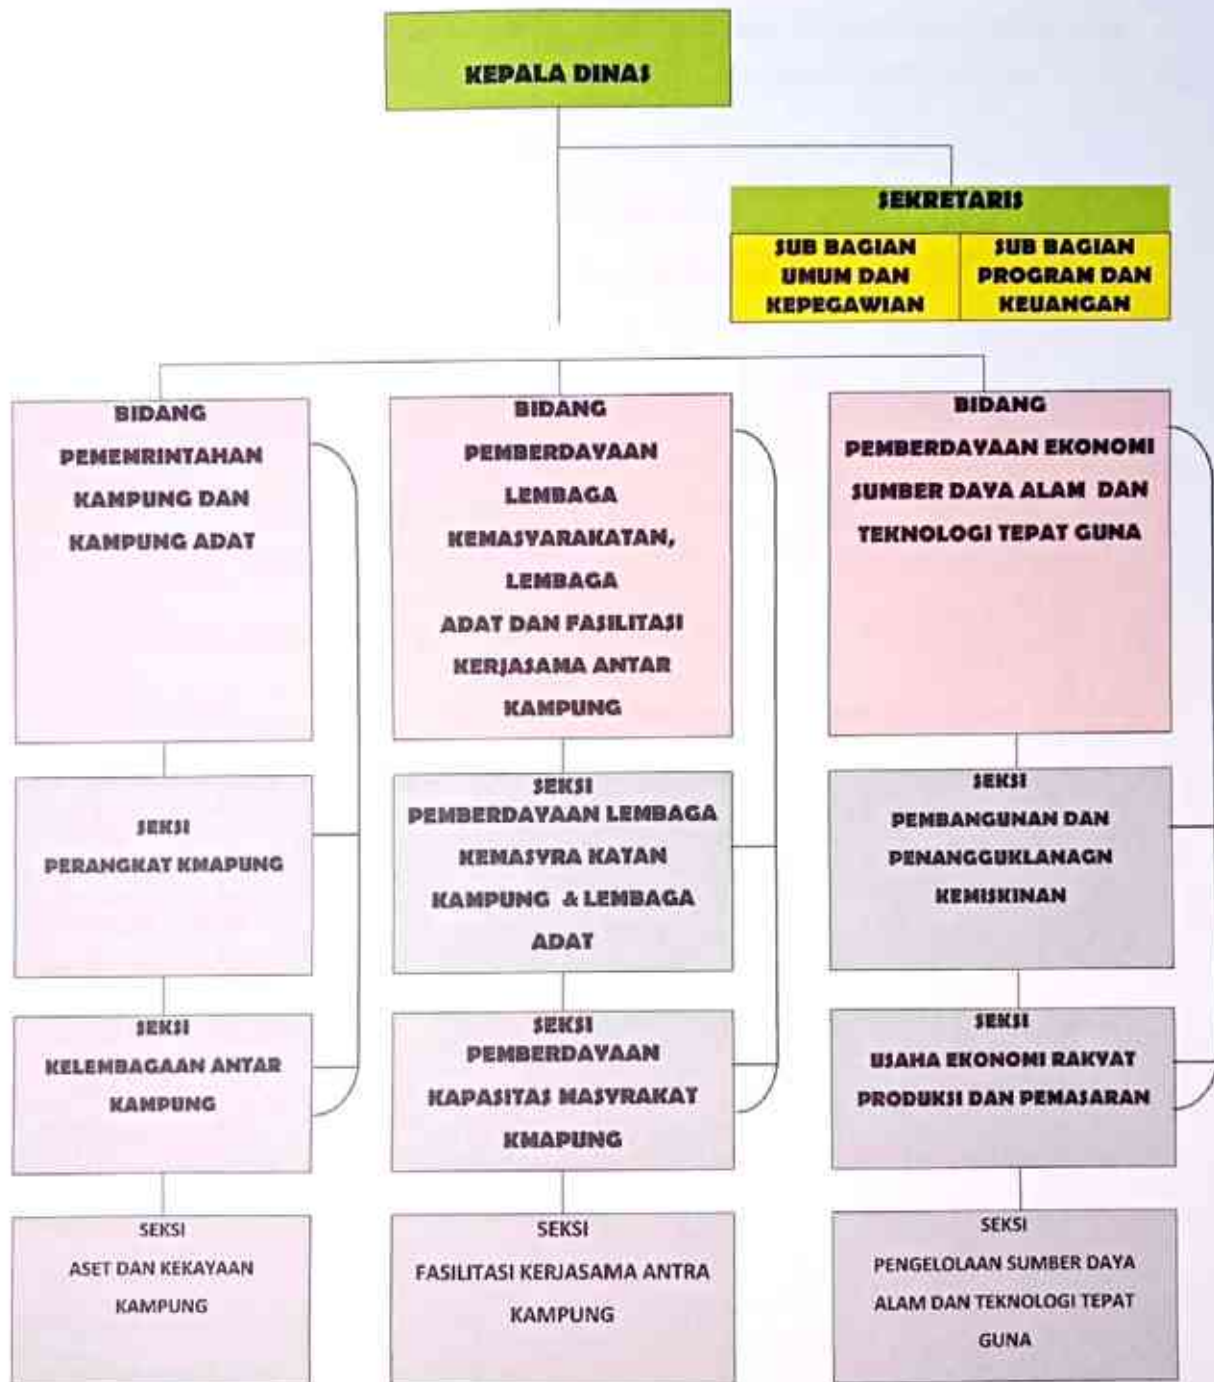 KEPALA DINAS
SEKRETARIS
SUB BAGIAN
UMUM DAN
KEPEGAWIAN
SUB BAGIAN
PROGRAM DAN
KEUANGAN
BIDANG
PEMEMRINTAHAN
KAMPUNG DAN
KAMPUNG ADAT
BIDANG
PEMBERDAYAAN
LEMBAGA
KEMASYARAKATAN,
LEMBAGA
ADAT DAN FASILITASI
KERJASAMA ANTAR
KAMPUNG
BIDANG
PEMBERDAYAAN EKONOMI
SUMBER DAYA ALAM DAN
TEKNOLOGI TEPAT GUNA
SEKSI
PERANGKAT KMAPUNG
SEKSI
PEMBERDAYAAN LEMBAGA
KEMASYRA KATAN
KAMPUNG & LEMBAGA
ADAT
SEKSI
PEMBANGUNAN DAN
PENANGGUKLANAGN
KEMISKINAN
SEKSI
KELEMBAGAAN ANTAR
KAMPUNG
SEKSI
PEMBERDAYAAN
KAPASITAS MASYRAKAT
KMAPUNG
SEKSI
USAHA EKONOMI RAKYAT
PRODUKSI DAN PEMASARAN
SEKSI
ASET DAN KEKAYAAN
KAMPUNG
SEKSI
FASILITASI KERJASAMA ANTRA
KAMPUNG
SEKSI
PENGELOLAAN SUMBER DAYA
ALAM DAN TEKNOLOGI TEPAT
GUNA